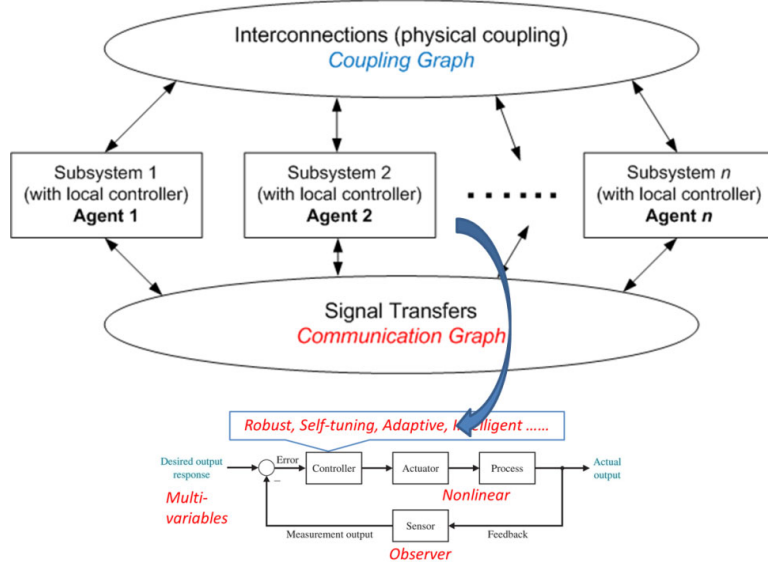 Interconnections (physical coupling)
Coupling Graph
Subsystem 1
(with local controller)
Agent 1
Subsystem 2
(with local controller)
Agent 2
Subsystem n
(with local controller)
Agent n
Signal Transfers
Communication Graph
Robust, Self-tuning, Adaptive, Intelligent ......
Desired output
response
Error
Controller
Actuator
Process
Actual
output
Multi-
variables
Nonlinear
Sensor
Measurement output
Feedback
Observer